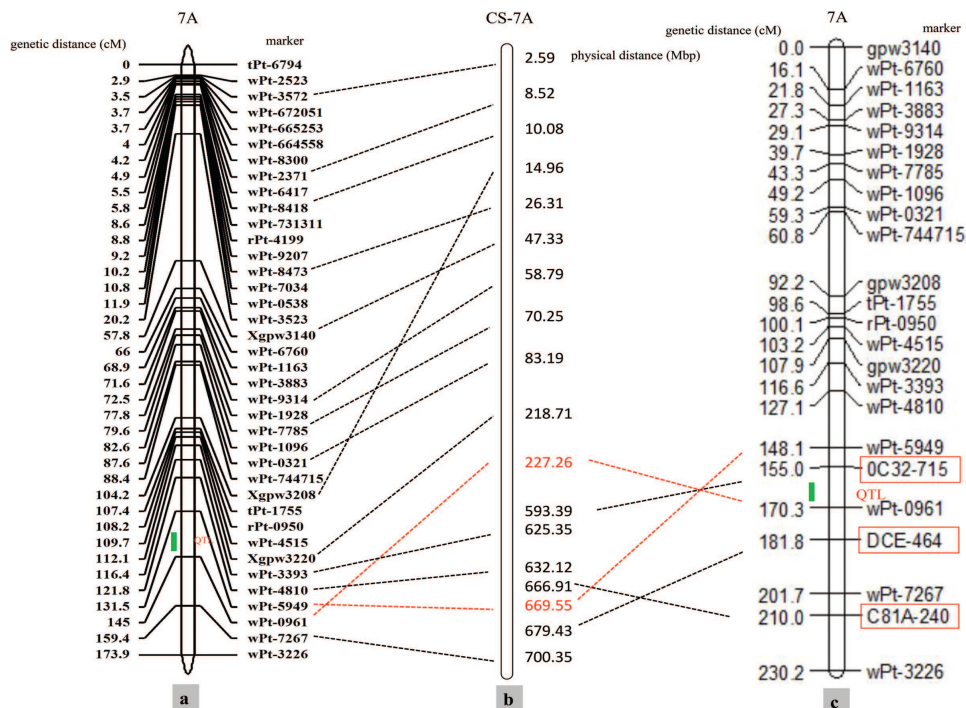 7A
genetic distance (cM)
marker
0 tPt-6794
2.9 wPt-2523
3.5 wPt-3572
3.7 wPt-672051
3.7 wPt-665253
4 wPt-664558
4.2 wPt-8300
4.9 wPt-2371
5.5 wPt-6417
5.8 wPt-8418
8.6 wPt-731311
8.8 rPt-4199
9.2 wPt-9207
10.2 wPt-8473
10.8 wPt-7034
11.9 wPt-0538
20.2 wPt-3523
57.8 Xgpw3140
66 wPt-6760
68.9 wPt-1163
71.6 wPt-3883
72.5 wPt-9314
77.8 wPt-1928
79.6 wPt-7785
82.6 wPt-1096
87.6 wPt-0321
88.4 wPt-744715
104.2 Xgpw3208
107.4 tPt-1755
108.2 rPt-0950
109.7 QTL wPt-4515
112.1 Xgpw3220
116.4 wPt-3393
121.8 wPt-4810
131.5 wPt-5949
145 wPt-0961
159.4 wPt-7267
173.9 wPt-3226
a
CS-7A
physical distance (Mbp)
2.59
8.52
10.08
14.96
26.31
47.33
58.79
70.25
83.19
218.71
227.26
593.39
625.35
632.12
666.91
669.55
679.43
700.35
b
7A
genetic distance (cM)
marker
0.0 gpw3140
16.1 wPt-6760
21.8 wPt-1163
27.3 wPt-3883
29.1 wPt-9314
39.7 wPt-1928
43.3 wPt-7785
49.2 wPt-1096
59.3 wPt-0321
60.8 wPt-744715
92.2 gpw3208
98.6 tPt-1755
100.1 rPt-0950
103.2 wPt-4515
107.9 gpw3220
116.6 wPt-3393
127.1 wPt-4810
148.1 wPt-5949
155.0 0C32-715
QTL
170.3 wPt-0961
181.8 DCE-464
201.7 wPt-7267
210.0 C81A-240
230.2 wPt-3226
c